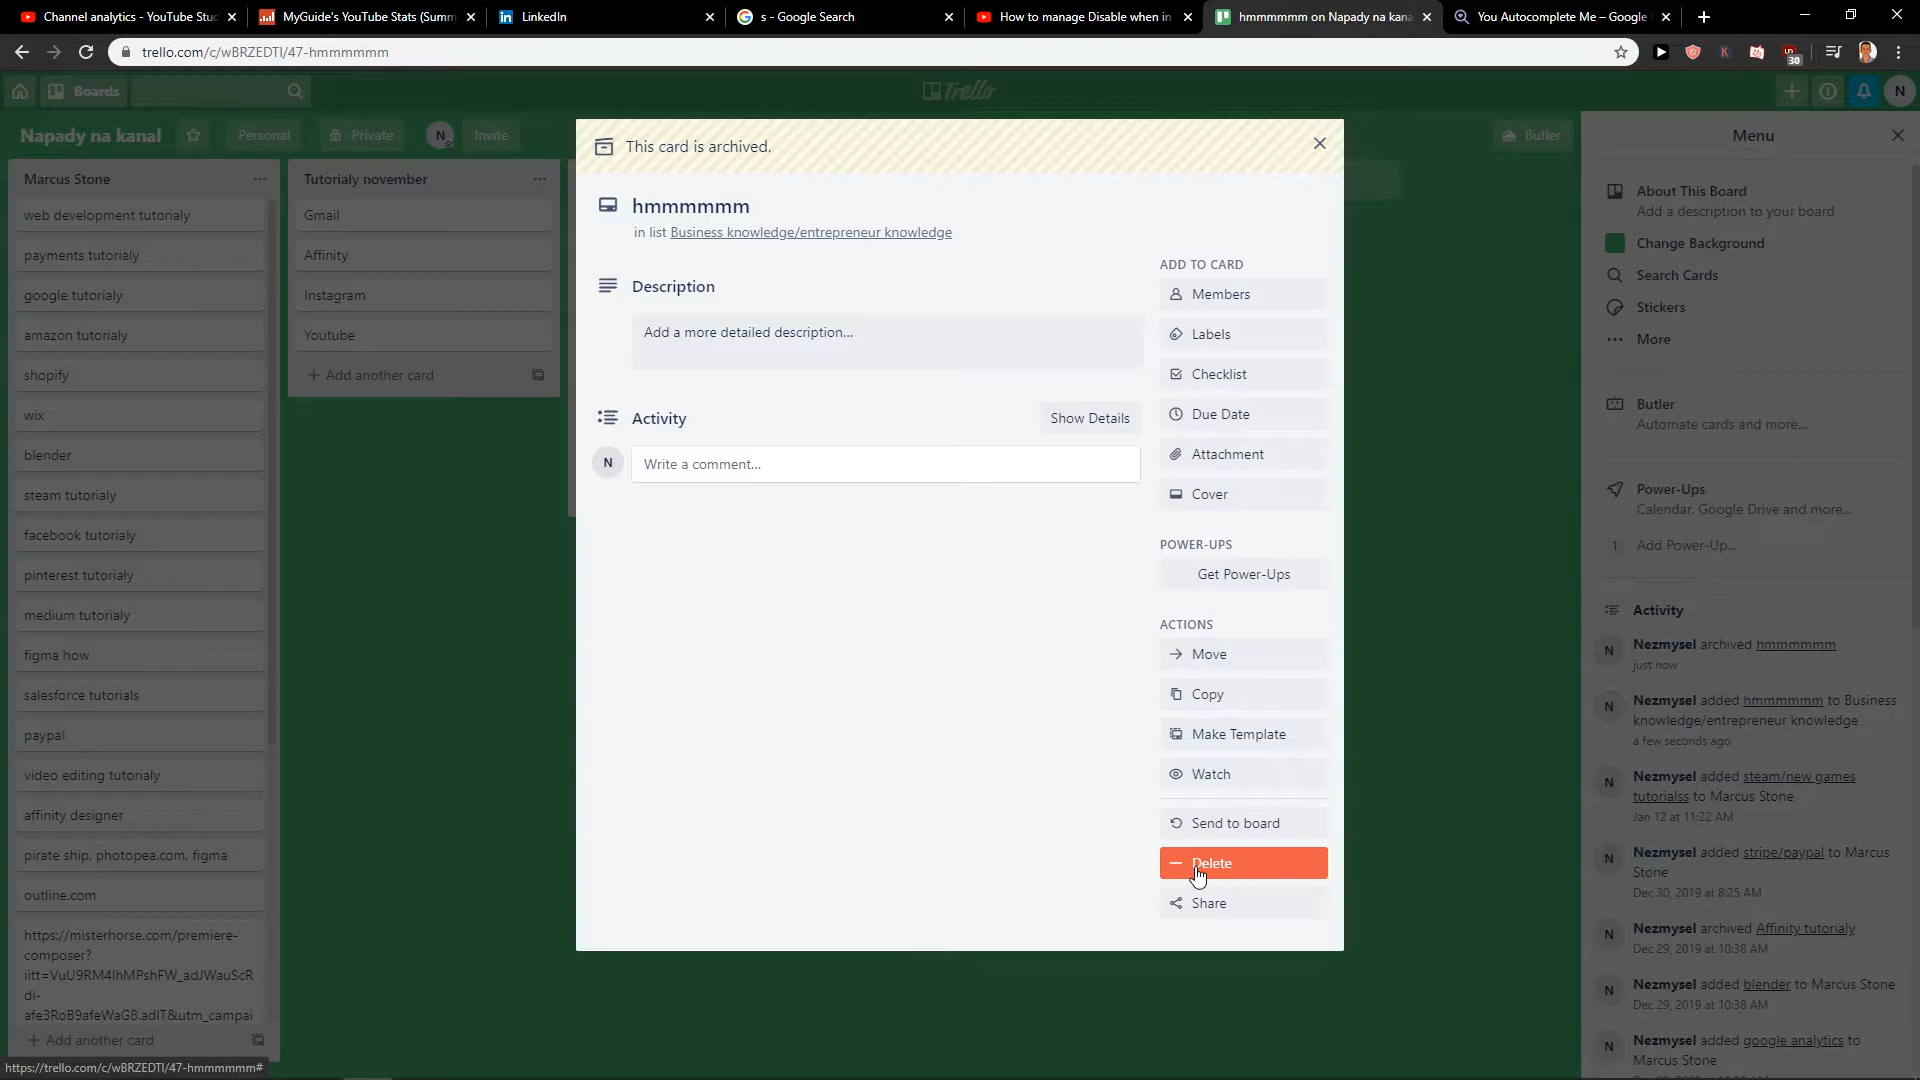 Channel analytics - YouTube Stu
MyGuide's YouTube Stats (Summ
LinkedIn
s - Google Search
How to manage Disable when in
hmmmmmm on Napady na kana
You Autocomplete Me – Google
trello.com/c/wBRZEDTI/47-hmmmmmm
30
Boards
Trello
N
Napady na kanal
Personal
Private
N
Invite
Butler
Marcus Stone
web development tutorialy
payments tutorialy
google tutorialy
amazon tutorialy
shopify
wix
blender
steam tutorialy
facebook tutorialy
pinterest tutorialy
medium tutorialy
figma how
salesforce tutorials
paypal
video editing tutorialy
affinity designer
pirate ship, photopea.com, figma
outline.com
https://misterhorse.com/premiere-
composer?
iitt=VuU9RM4lhMPshFW_adJWauScR
di-
afe3RoB9afeWaG8.adIT&utm_campai
+ Add another card
https://trello.com/c/wBRZEDTI/47-hmmmmmm#
Tutorialy november
Gmail
Affinity
Instagram
Youtube
+ Add another card
This card is archived.
hmmmmmm
in list Business knowledge/entrepreneur knowledge
Description
Add a more detailed description...
Activity
Show Details
N
Write a comment...
ADD TO CARD
Members
Labels
Checklist
Due Date
Attachment
Cover
POWER-UPS
Get Power-Ups
ACTIONS
Move
Copy
Make Template
Watch
Send to board
Delete
Share
Menu
About This Board
Add a description to your board
Change Background
Search Cards
Stickers
More
Butler
Automate cards and more...
Power-Ups
Calendar, Google Drive and more...
1 Add Power-Up...
Activity
N
Nezmysel archived hmmmmmm
just now
N
Nezmysel added hmmmmmm to Business
knowledge/entrepreneur knowledge
a few seconds ago
N
Nezmysel added steam/new games
tutorialss to Marcus Stone
Jan 12 at 11:22 AM
N
Nezmysel added stripe/paypal to Marcus
Stone
Dec 30, 2019 at 8:25 AM
N
Nezmysel archived Affinity tutorialy
Dec 29, 2019 at 10:38 AM
N
Nezmysel added blender to Marcus Stone
Dec 29, 2019 at 10:38 AM
N
Nezmysel added google analytics to
Marcus Stone